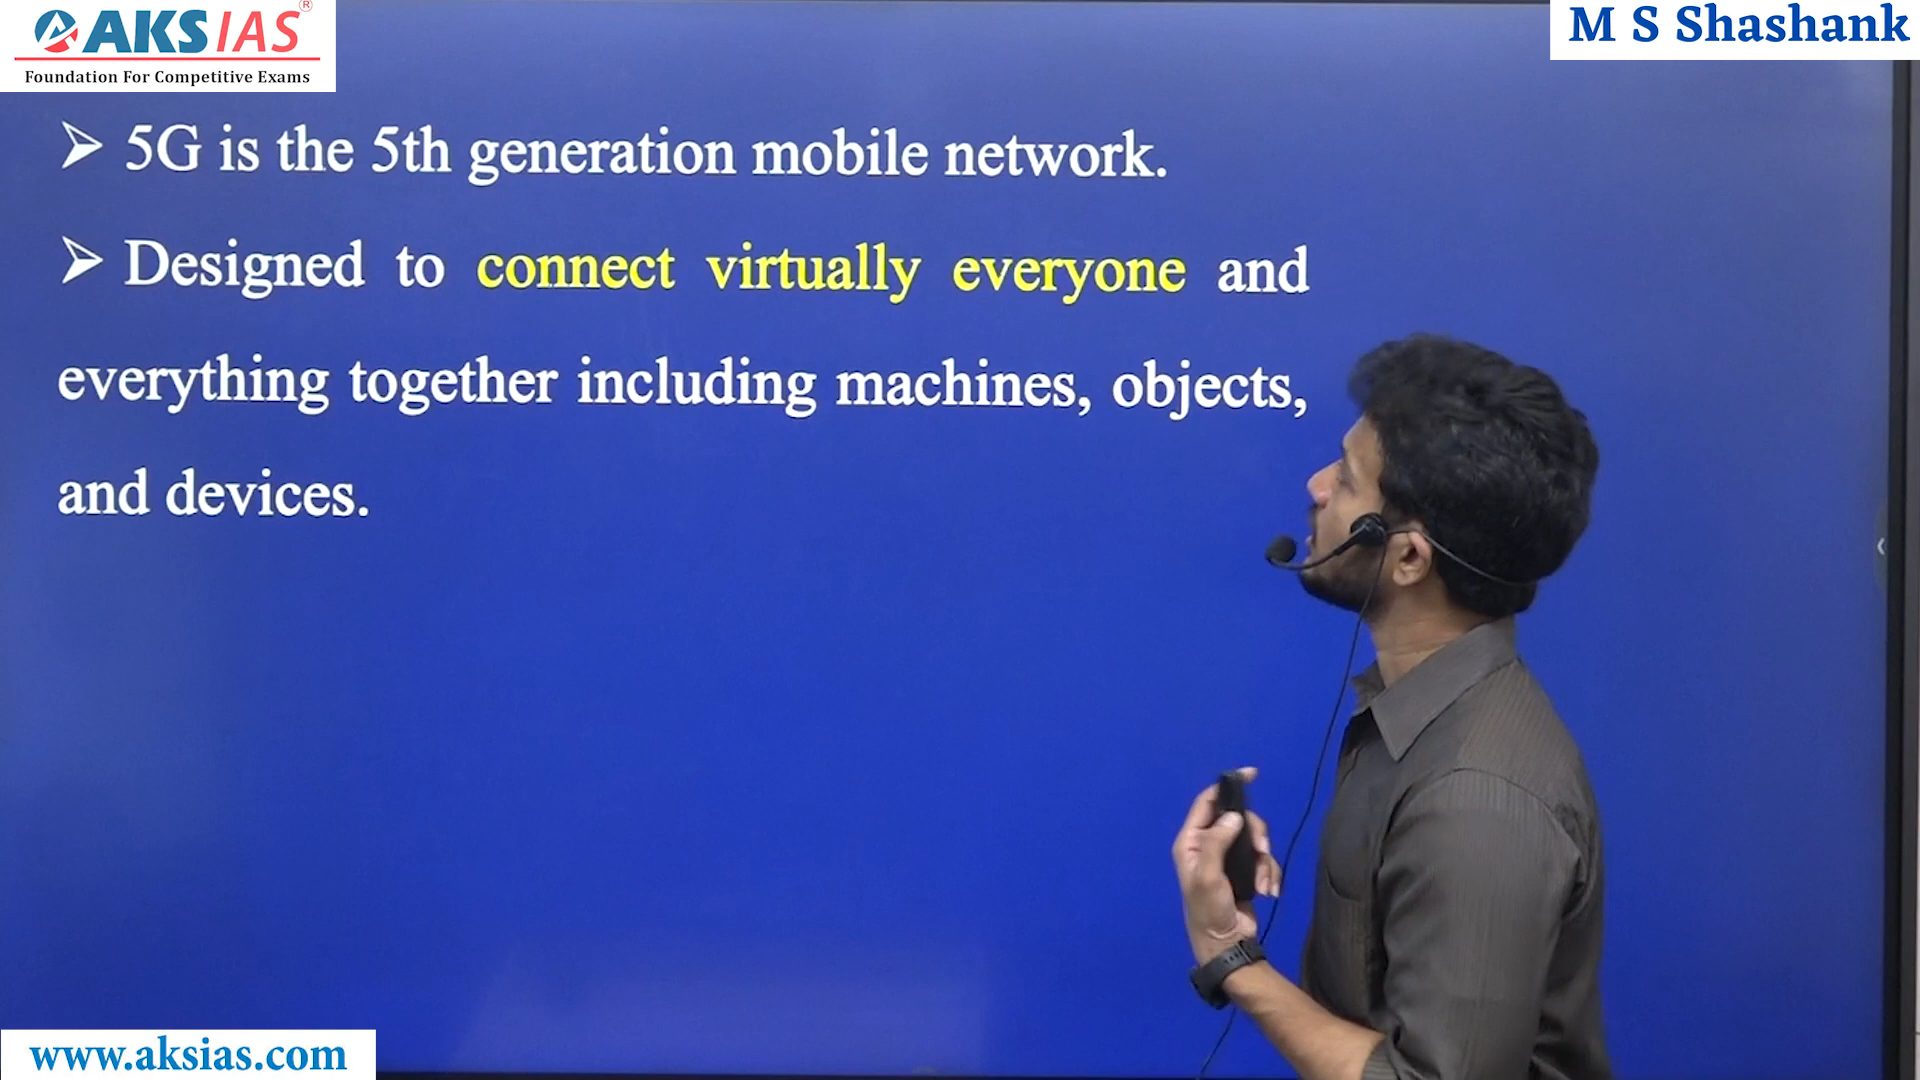 AKS IAS ®
Foundation For Competitive Exams
M S Shashank
➢ 5G is the 5th generation mobile network.
➢ Designed to connect virtually everyone and
everything together including machines, objects,
and devices.
www.aksias.com